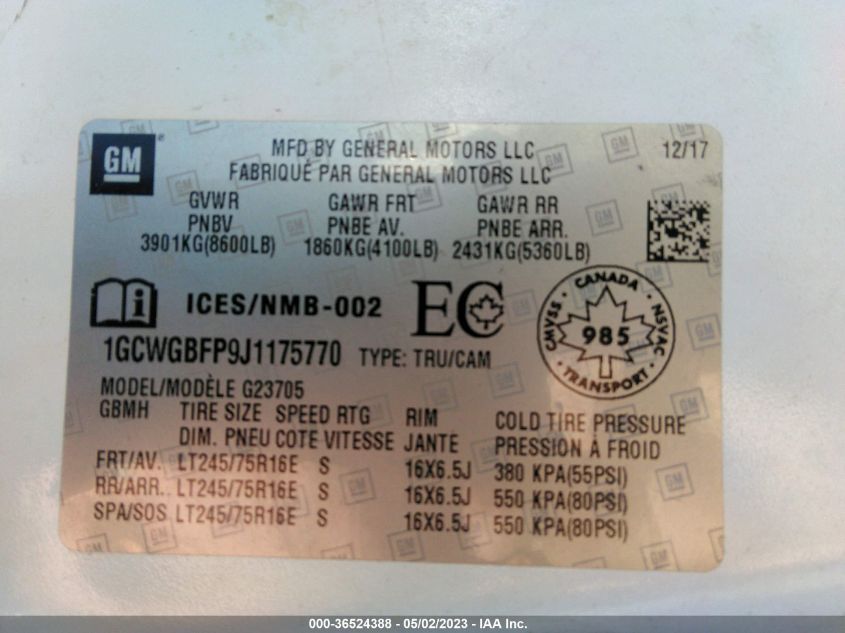 GM
MFD BY GENERAL MOTORS LLC 12/17
FABRIQUÉ PAR GENERAL MOTORS LLC
GVWR GAWR FRT GAWR RR
PNBV PNBE AV. PNBE ARR.
3901KG(8600LB) 1860KG(4100LB) 2431KG(5360LB)
i ICES/NMB-002 EC
CANADA
CMVSS 985 NSVAC
TRANSPORT
1GCWGBFP9J1175770 TYPE: TRU/CAM
MODEL/MODÈLE G23705
GBMH TIRE SIZE SPEED RTG RIM COLD TIRE PRESSURE
DIM. PNEU COTE VITESSE JANTE PRESSION À FROID
FRT/AV. LT245/75R16E S 16X6.5J 380 KPA(55PSI)
RR/ARR. LT245/75R16E S 16X6.5J 550 KPA(80PSI)
SPA/SOS LT245/75R16E S 16X6.5J 550 KPA(80PSI)
000-36524388 - 05/02/2023 - IAA Inc.